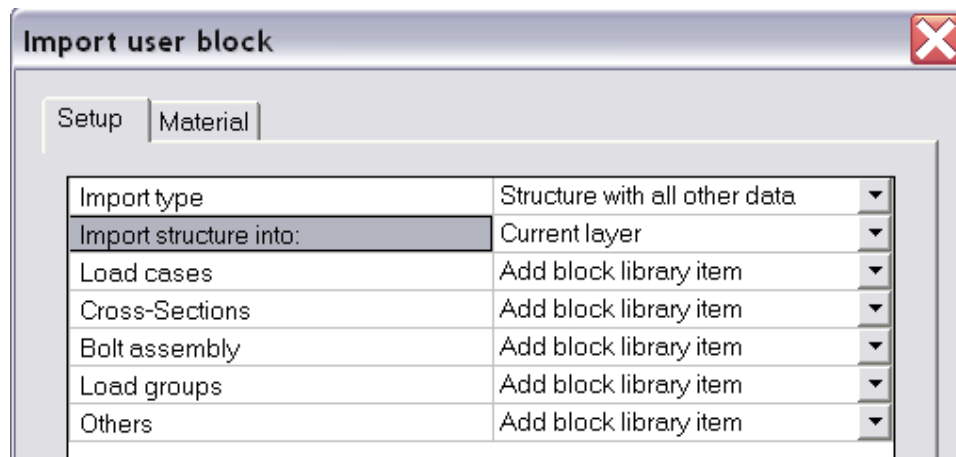 Import user block
Setup Material
Import type Structure with all other data
Import structure into: Current layer
Load cases Add block library item
Cross-Sections Add block library item
Bolt assembly Add block library item
Load groups Add block library item
Others Add block library item